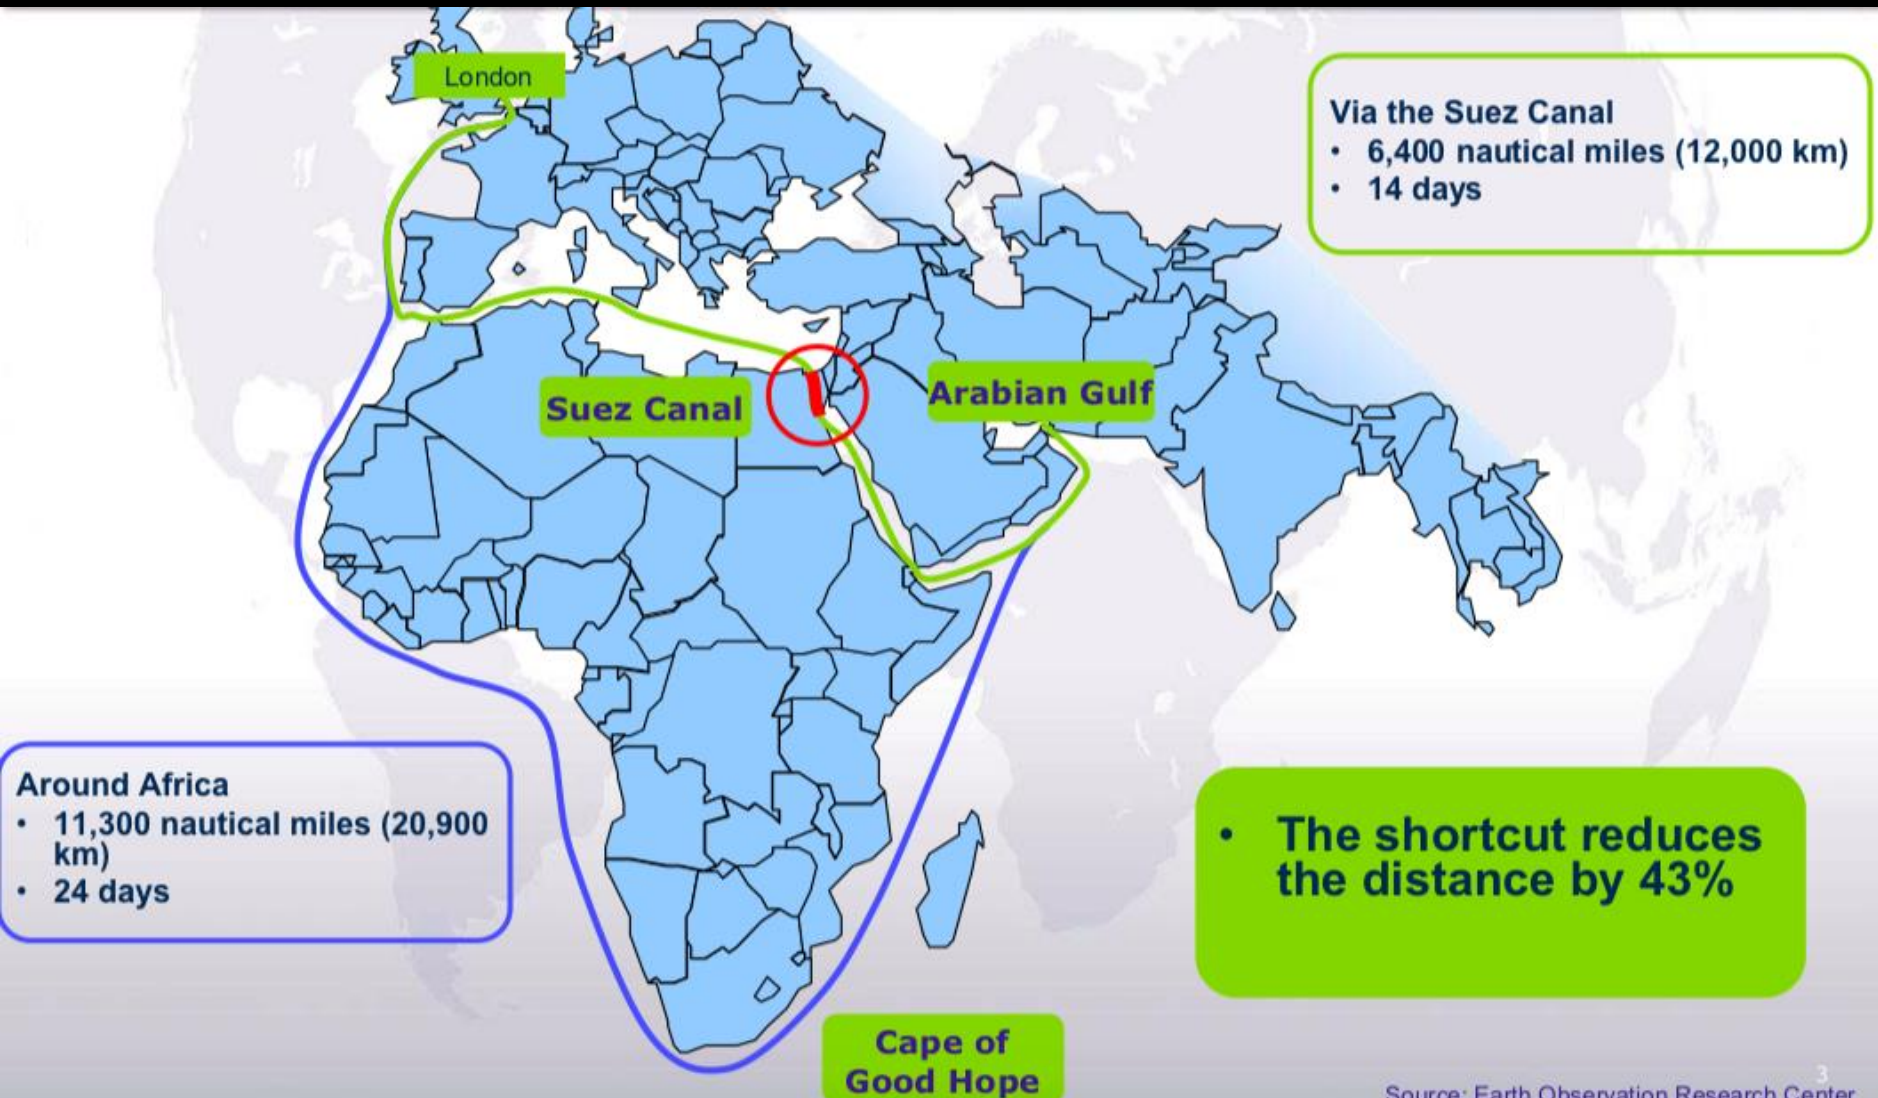 London
Via the Suez Canal
• 6,400 nautical miles (12,000 km)
• 14 days
Suez Canal
Arabian Gulf
Around Africa
• 11,300 nautical miles (20,900
km)
• 24 days
• The shortcut reduces
the distance by 43%
Cape of
Good Hope
3
Source: Earth Observation Research Center